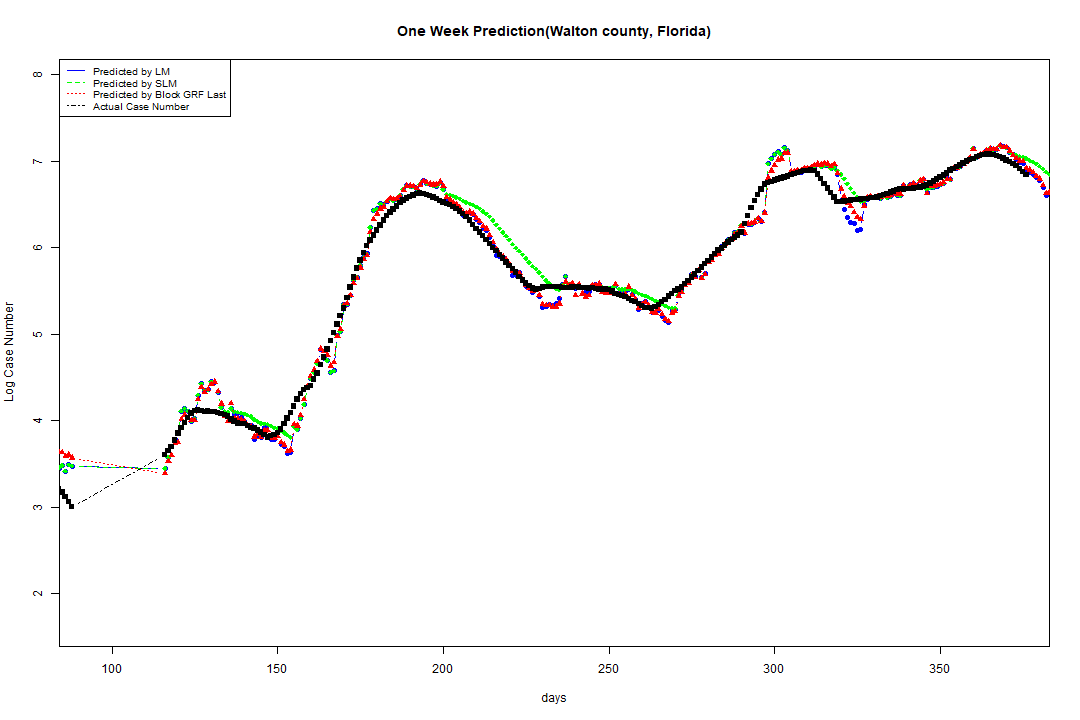 One Week Prediction(Walton county, Florida)
Predicted by LM
Predicted by SLM
Predicted by Block GRF Last
Actual Case Number
8
7
6
5
4
3
2
Log Case Number
100 150 200 250 300 350
days